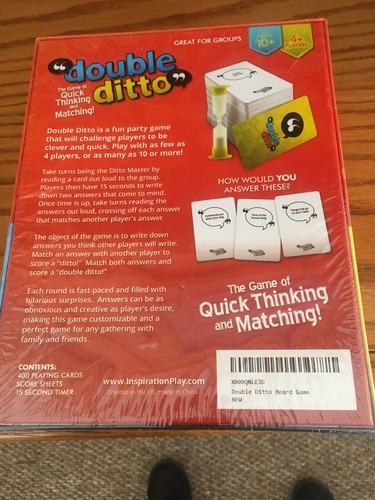 GREAT FOR GROUPS
10+
4+
PLAYERS
"double ditto"
The Game of
Quick
Thinking
and
Matching!
double
ditto
Double Ditto is a fun party game
that will challenge players to be
clever and quick. Play with as few as
4 players, or as many as 10 or more!
Take turns being the Ditto Master by
reading a card out loud to the group.
Players then have 15 seconds to write
down two answers that come to mind.
Once time is up, take turns reading the
answers out loud, crossing off each answer
that matches another player's answer.
The object of the game is to write down
answers you think other players will write.
Match an answer with another player to
score a "ditto!" Match both answers and
score a "double ditto!"
Each round is fast-paced and filled with
hilarious surprises. Answers can be as
obnoxious and creative as player's desire,
making this game customizable and a
perfect game for any gathering with
family and friends.
HOW WOULD YOU
ANSWER THESE?
The Game of
Quick Thinking
and Matching!
CONTENTS:
400 PLAYING CARDS
SCORE SHEETS
15 SECOND TIMER
www.InspirationPlay.com
Created in the US, made in China
X000QNLE3D
Double Ditto Board Game
NEW